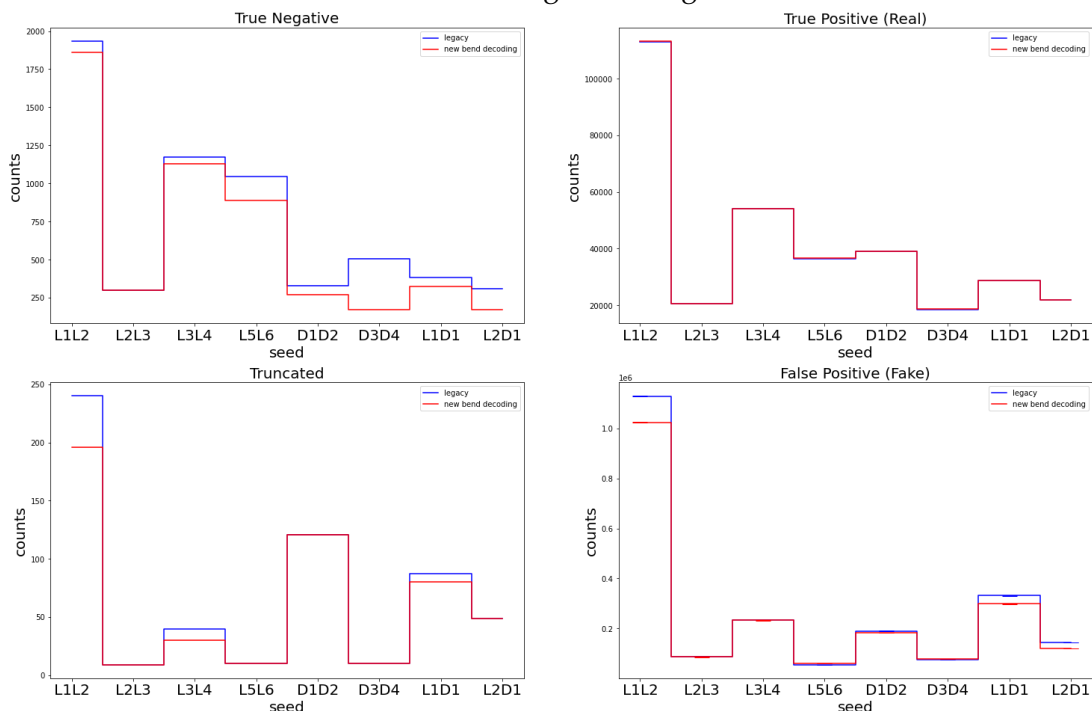 True Negative
2000
1750
1500
1250
1000
750
500
250
counts
legacy
new bend decoding
L1L2 L2L3 L3L4 L5L6 D1D2 D3D4 L1D1 L2D1
seed
True Positive (Real)
100000
80000
60000
40000
20000
counts
legacy
new bend decoding
L1L2 L2L3 L3L4 L5L6 D1D2 D3D4 L1D1 L2D1
seed
Truncated
250
200
150
100
50
0
counts
legacy
new bend decoding
L1L2 L2L3 L3L4 L5L6 D1D2 D3D4 L1D1 L2D1
seed
False Positive (Fake)
1e6
1.0
0.8
0.6
0.4
0.2
counts
legacy
new bend decoding
L1L2 L2L3 L3L4 L5L6 D1D2 D3D4 L1D1 L2D1
seed